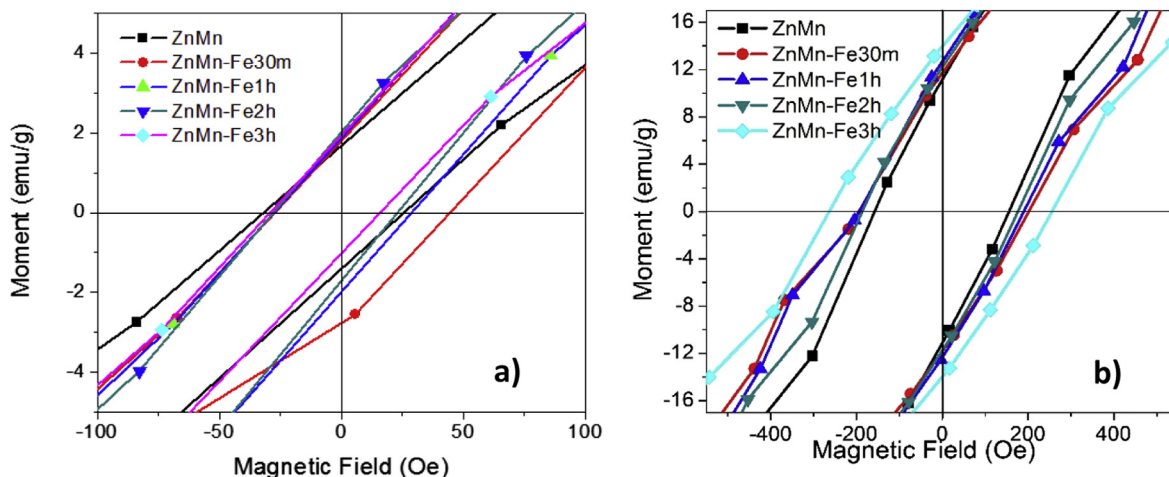 Moment (emu/g)
4
2
0
-2
-4
ZnMn
ZnMn-Fe30m
ZnMn-Fe1h
ZnMn-Fe2h
ZnMn-Fe3h
a)
-100
-50
0
50
100
Magnetic Field (Oe)
Moment (emu/g)
16
12
8
4
0
-4
-8
-12
-16
ZnMn
ZnMn-Fe30m
ZnMn-Fe1h
ZnMn-Fe2h
ZnMn-Fe3h
b)
-400
-200
0
200
400
Magnetic Field (Oe)